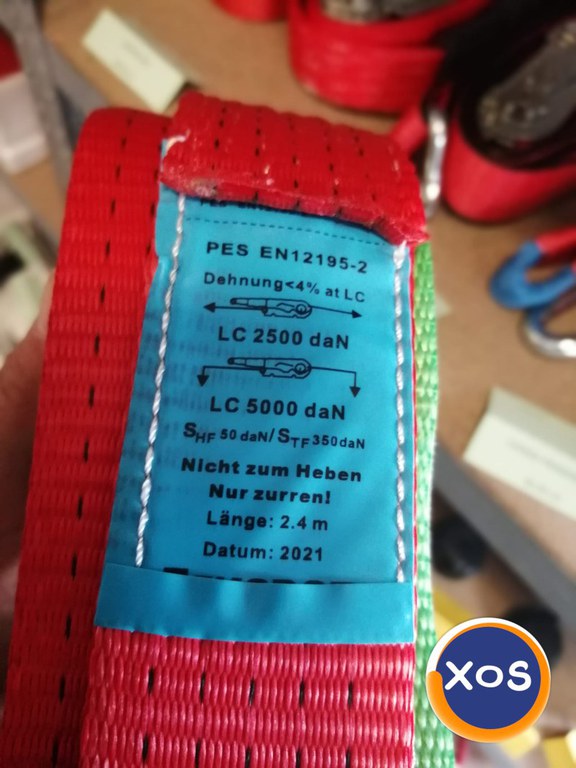 PES EN12195-2
Dehnung<4% at LC
LC 2500 daN
LC 5000 daN
SHF 50 daN/STF 350daN
Nicht zum Heben
Nur zurren!
Länge: 2.4 m
Datum: 2021
XOS